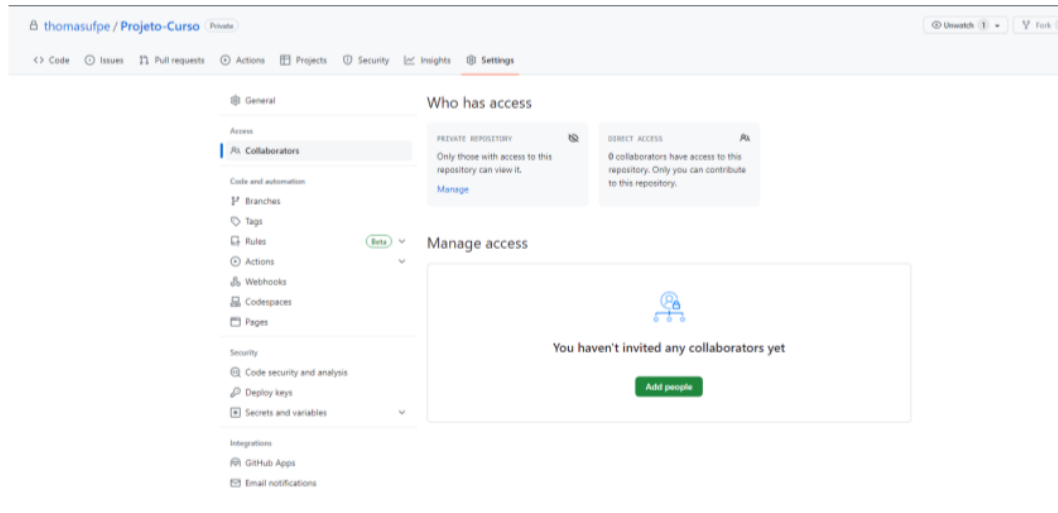 thomasufpe / Projeto-Curso Private
Unwatch 1
Fork
Code Issues Pull requests Actions Projects Security Insights Settings
General
Access
Collaborators
Code and automation
Branches
Tags
Rules Beta
Actions
Webhooks
Codespaces
Pages
Security
Code security and analysis
Deploy keys
Secrets and variables
Integrations
GitHub Apps
Email notifications
Who has access
PRIVATE REPOSITORY
Only those with access to this
repository can view it.
Manage
DIRECT ACCESS
0 collaborators have access to this
repository. Only you can contribute
to this repository.
Manage access
You haven't invited any collaborators yet
Add people